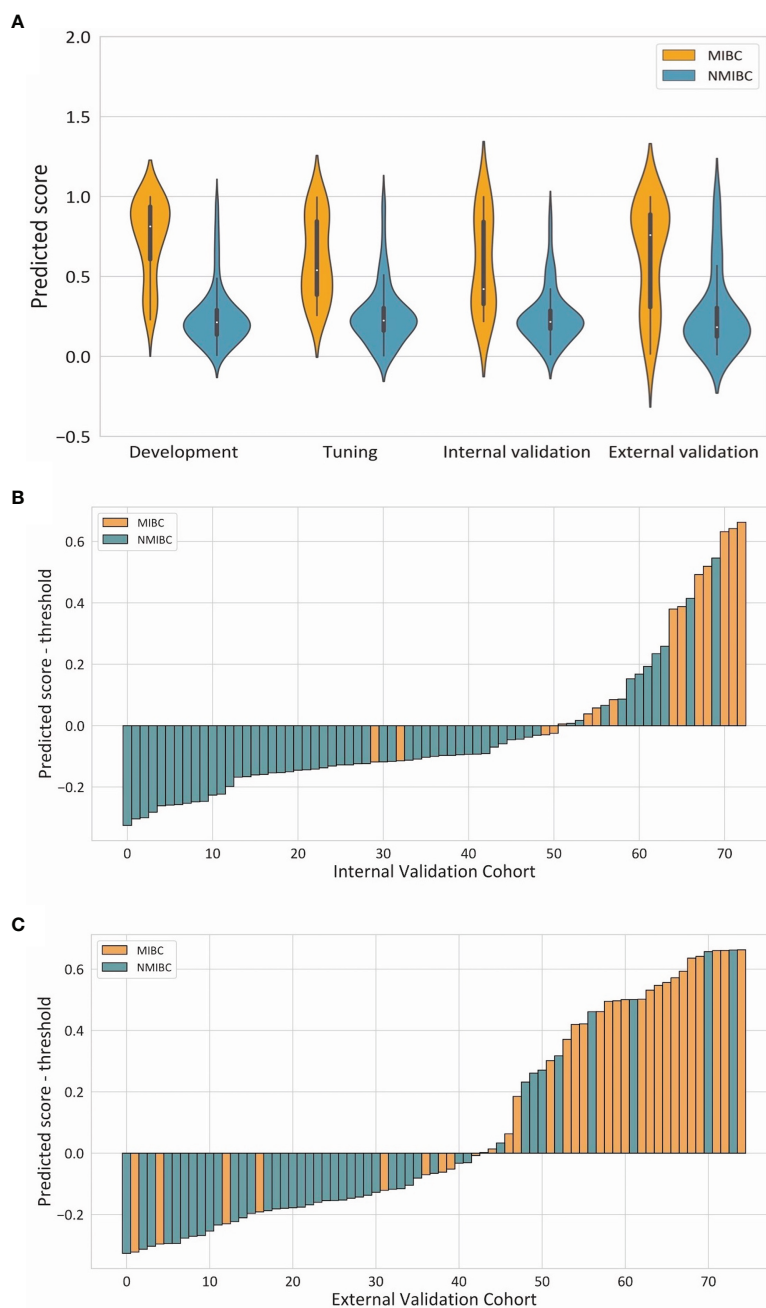 A
2.0
MIBC
NMIBC
1.5
1.0
0.5
0.0
−0.5
Predicted score
Development Tuning Internal validation External validation
B
MIBC
NMIBC
0.6
0.4
0.2
0.0
−0.2
Predicted score - threshold
0 10 20 30 40 50 60 70
Internal Validation Cohort
C
MIBC
NMIBC
0.6
0.4
0.2
0.0
−0.2
Predicted score - threshold
0 10 20 30 40 50 60 70
External Validation Cohort